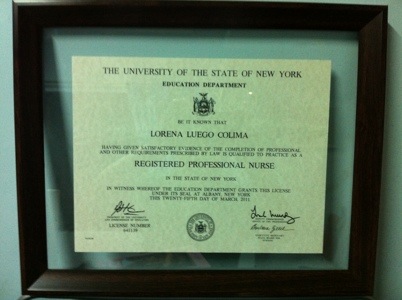 THE UNIVERSITY OF THE STATE OF NEW YORK
EDUCATION DEPARTMENT
BE IT KNOWN THAT
LORENA LUEGO COLIMA
HAVING GIVEN SATISFACTORY EVIDENCE OF THE COMPLETION OF PROFESSIONAL
AND OTHER REQUIREMENTS PRESCRIBED BY LAW IS QUALIFIED TO PRACTICE AS A
REGISTERED PROFESSIONAL NURSE
IN THE STATE OF NEW YORK
IN WITNESS WHEREOF THE EDUCATION DEPARTMENT GRANTS THIS LICENSE
UNDER ITS SEAL AT ALBANY, NEW YORK
THIS TWENTY-FIFTH DAY OF MARCH, 2011
LICENSE NUMBER